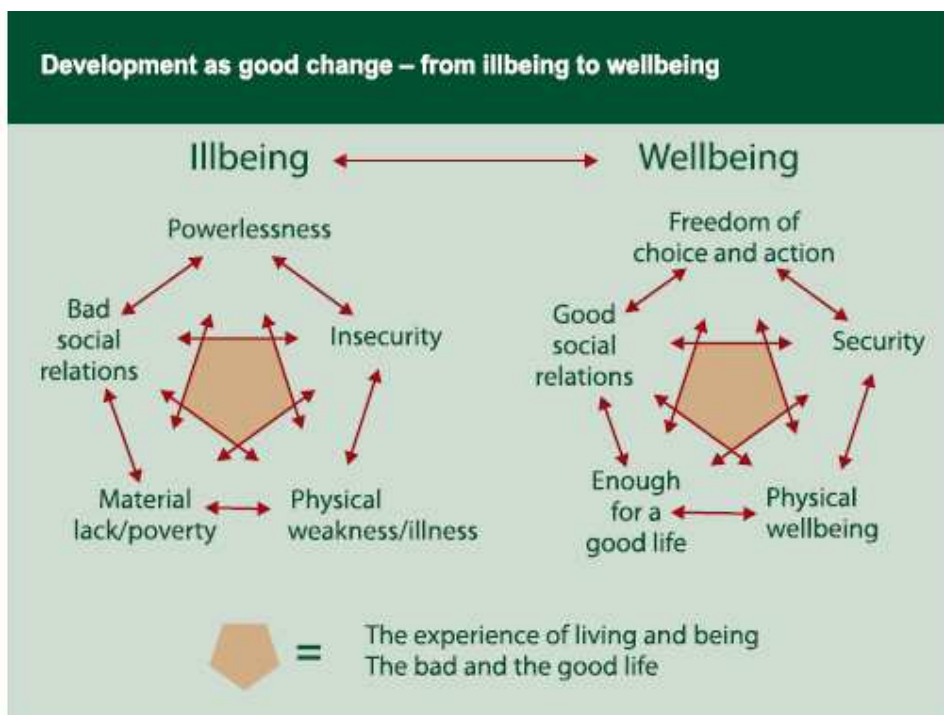 Development as good change – from illbeing to wellbeing
Illbeing
Wellbeing
Powerlessness
Bad
social
relations
Insecurity
Material
lack/poverty
Physical
weakness/illness
Freedom of
choice and action
Good
social
relations
Security
Enough
for a
good life
Physical
wellbeing
=
The experience of living and being
The bad and the good life